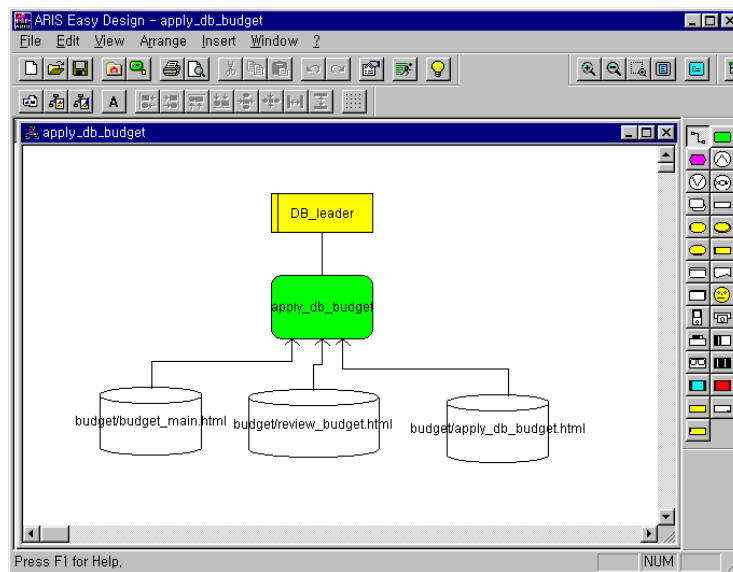 ARIS Easy Design - apply_db_budget
File Edit View Arrange Insert Window ?
A
apply_db_budget
DB_leader
apply_db_budget
budget/budget_main.html
budget/review_budget.html
budget/apply_db_budget.html
Press F1 for Help,
NUM